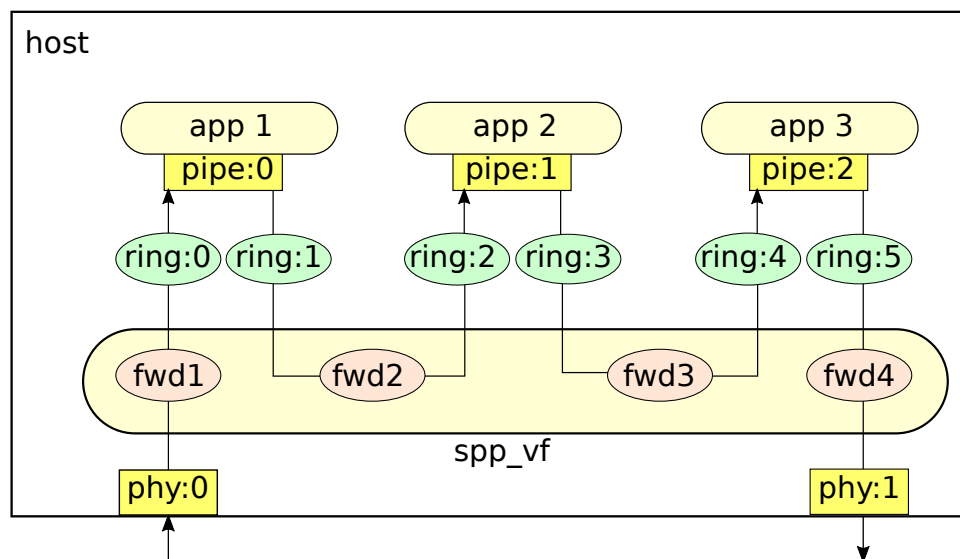 host
app 1
app 2
app 3
pipe:0
pipe:1
pipe:2
ring:0
ring:1
ring:2
ring:3
ring:4
ring:5
fwd1
fwd2
fwd3
fwd4
spp_vf
phy:0
phy:1